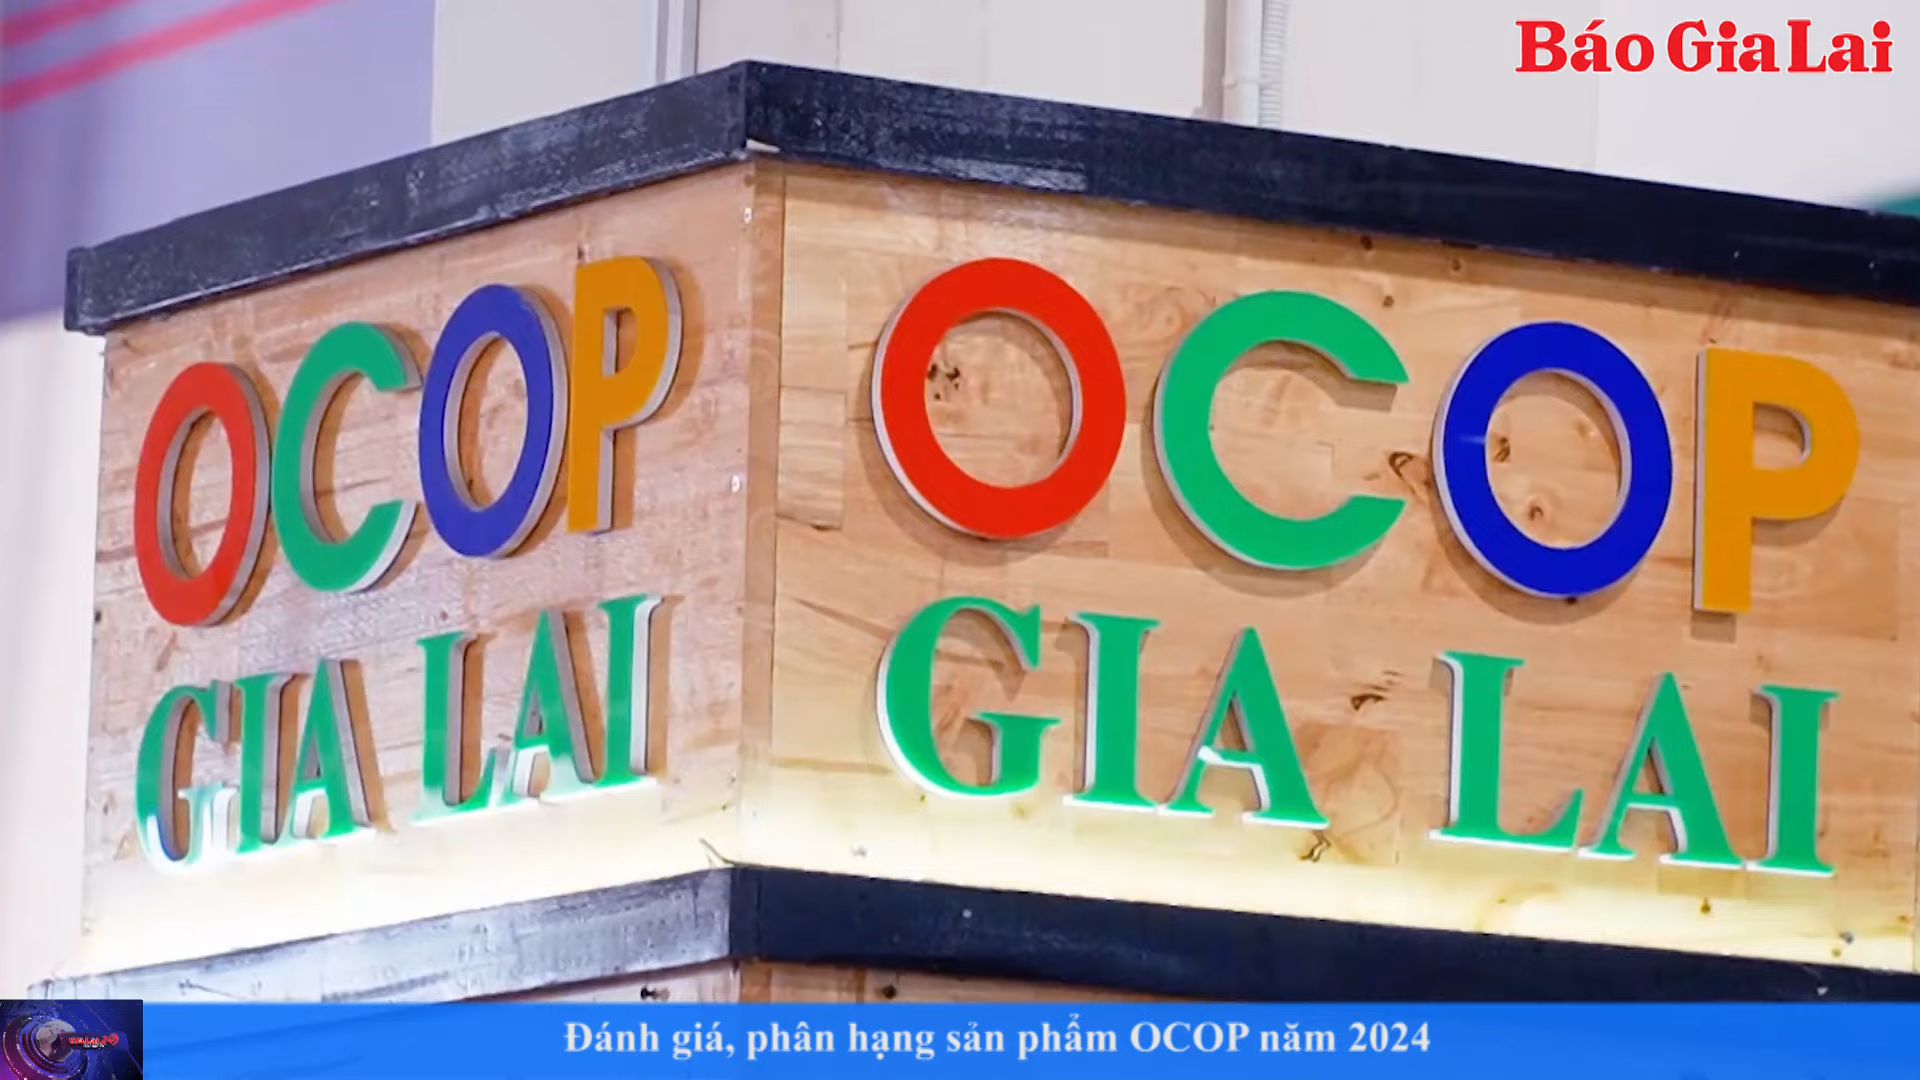 Báo Gia Lai
OCOP
GIA LAI
OCOP
GIA LAI
Đánh giá, phân hạng sản phẩm OCOP năm 2024